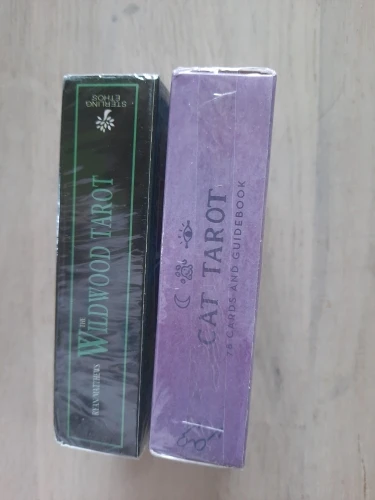 STERLING
ETHOS
THE
WILDWOOD TAROT
CAT TAROT
78 CARDS AND GUIDEBOOK